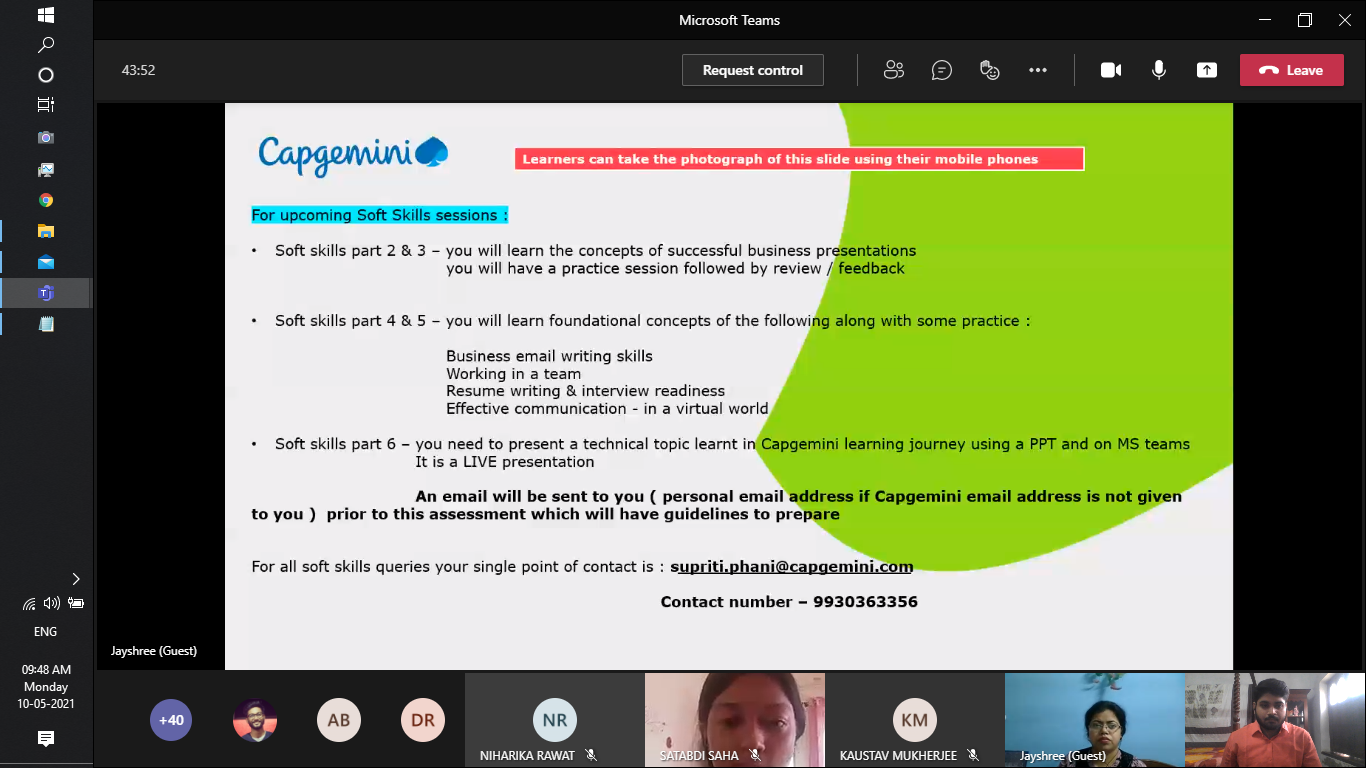 Microsoft Teams
43:52
Request control
Leave
Capgemini
Learners can take the photograph of this slide using their mobile phones
For upcoming Soft Skills sessions :
• Soft skills part 2 & 3 – you will learn the concepts of successful business presentations
you will have a practice session followed by review / feedback
• Soft skills part 4 & 5 – you will learn foundational concepts of the following along with some practice :
Business email writing skills
Working in a team
Resume writing & interview readiness
Effective communication - in a virtual world
• Soft skills part 6 – you need to present a technical topic learnt in Capgemini learning journey using a PPT and on MS teams
It is a LIVE presentation
An email will be sent to you ( personal email address if Capgemini email address is not given
to you ) prior to this assessment which will have guidelines to prepare
For all soft skills queries your single point of contact is : supriti.phani@capgemini.com
Contact number – 9930363356
Jayshree (Guest)
+40
AB
DR
NR
NIHARIKA RAWAT
SATABDI SAHA
KM
KAUSTAV MUKHERJEE
Jayshree (Guest)
ENG
09:48 AM
Monday
10-05-2021